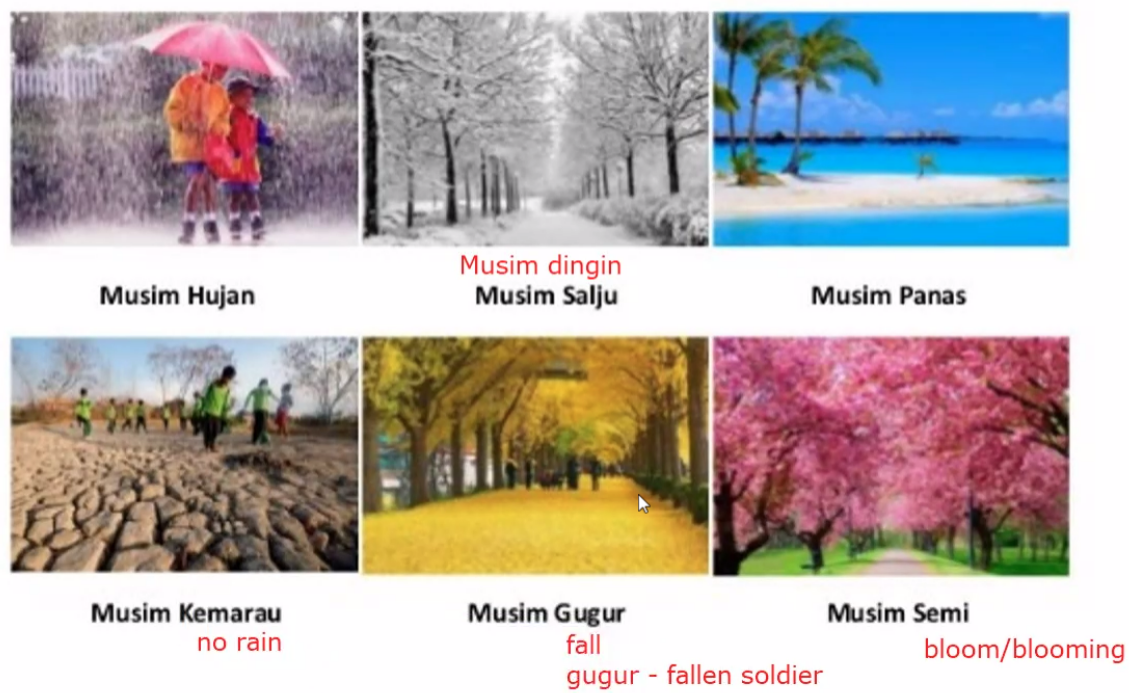 Musim dingin
Musim Hujan
Musim Salju
Musim Panas
Musim Kemarau
Musim Gugur
Musim Semi
no rain
fall
bloom/blooming
gugur - fallen soldier